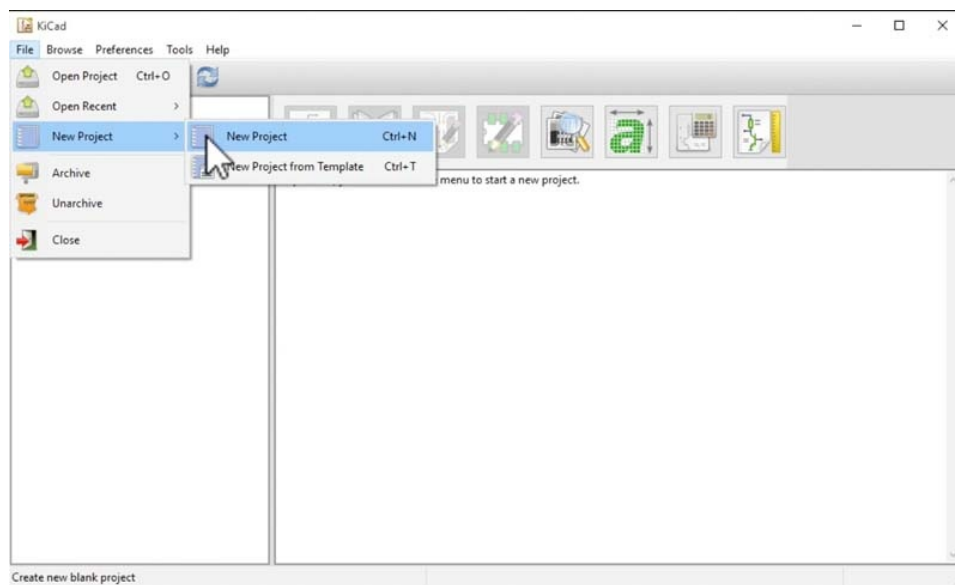 KiCad
File Browse Preferences Tools Help
Open Project Ctrl+O
Open Recent
New Project
New Project Ctrl+N
New Project from Template Ctrl+T
menu to start a new project.
Archive
Unarchive
Close
Create new blank project